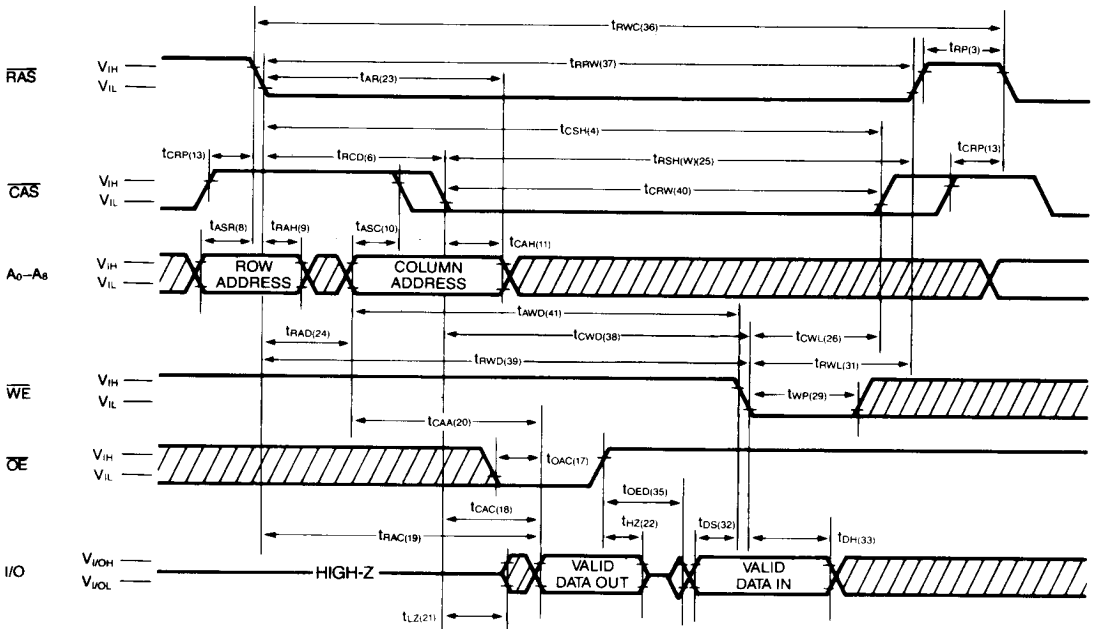 tRWC(36)
tRP(3)
RAS VIH VIL
tAR(23) tRRW(37)
tCSH(4)
tCRP(13) tRCD(6) tRSH(W)(25) tCRP(13)
CAS VIH VIL
tCRW(40)
tASR(8) tRAH(9) tASC(10) tCAH(11)
A0–A8 VIH VIL
ROW ADDRESS
COLUMN ADDRESS
tAWD(41)
tRAD(24) tCWD(38) tCWL(26)
tRWD(39) tRWL(31)
WE VIH VIL
tWP(29)
tCAA(20)
OE VIH VIL
tOAC(17)
tOED(35)
tCAC(18)
tRAC(19) tHZ(22) tDS(32) tDH(33)
I/O VI/OH VI/OL
HIGH-Z
VALID DATA OUT
VALID DATA IN
tLZ(21)